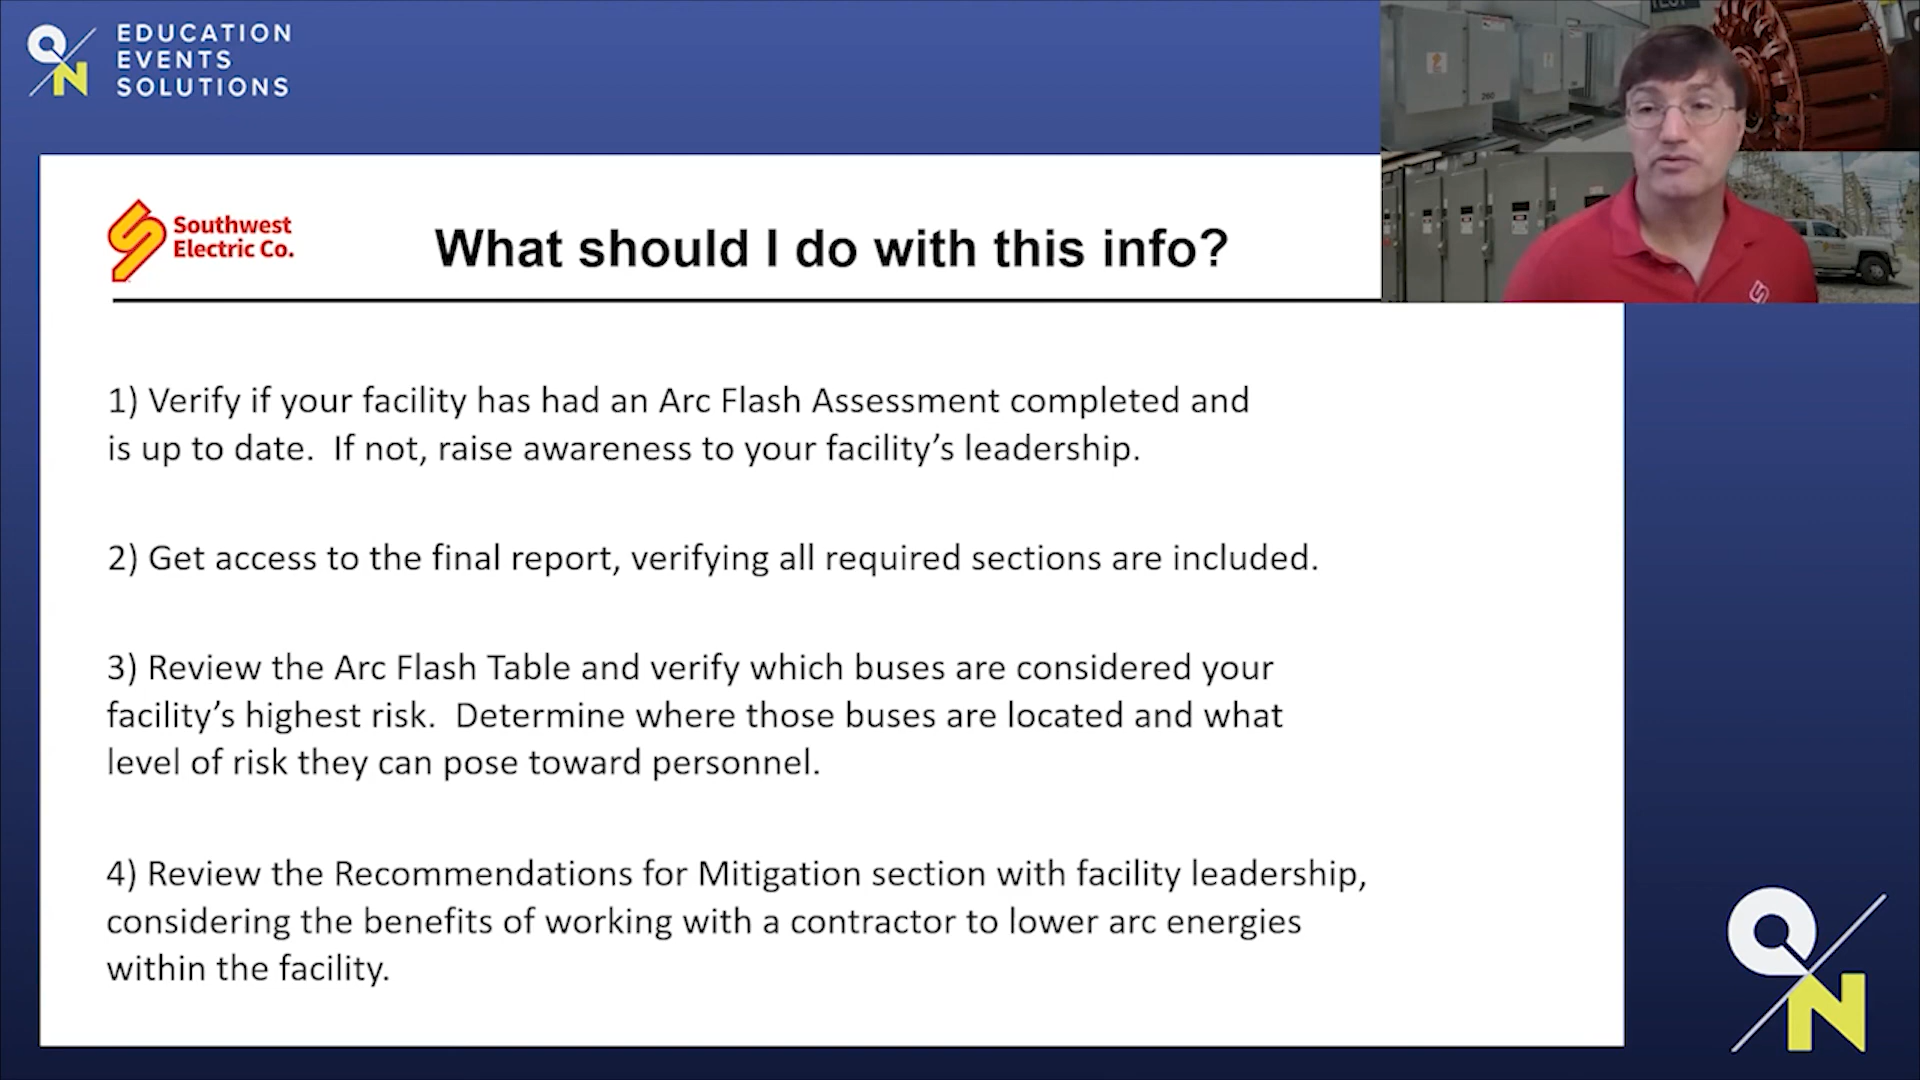 EDUCATION
EVENTS
SOLUTIONS
QN
TEST
Southwest
Electric Co.
What should I do with this info?
260
1) Verify if your facility has had an Arc Flash Assessment completed and
is up to date.  If not, raise awareness to your facility’s leadership.
2) Get access to the final report, verifying all required sections are included.
3) Review the Arc Flash Table and verify which buses are considered your
facility’s highest risk.  Determine where those buses are located and what
level of risk they can pose toward personnel.
4) Review the Recommendations for Mitigation section with facility leadership,
considering the benefits of working with a contractor to lower arc energies
within the facility.
QN